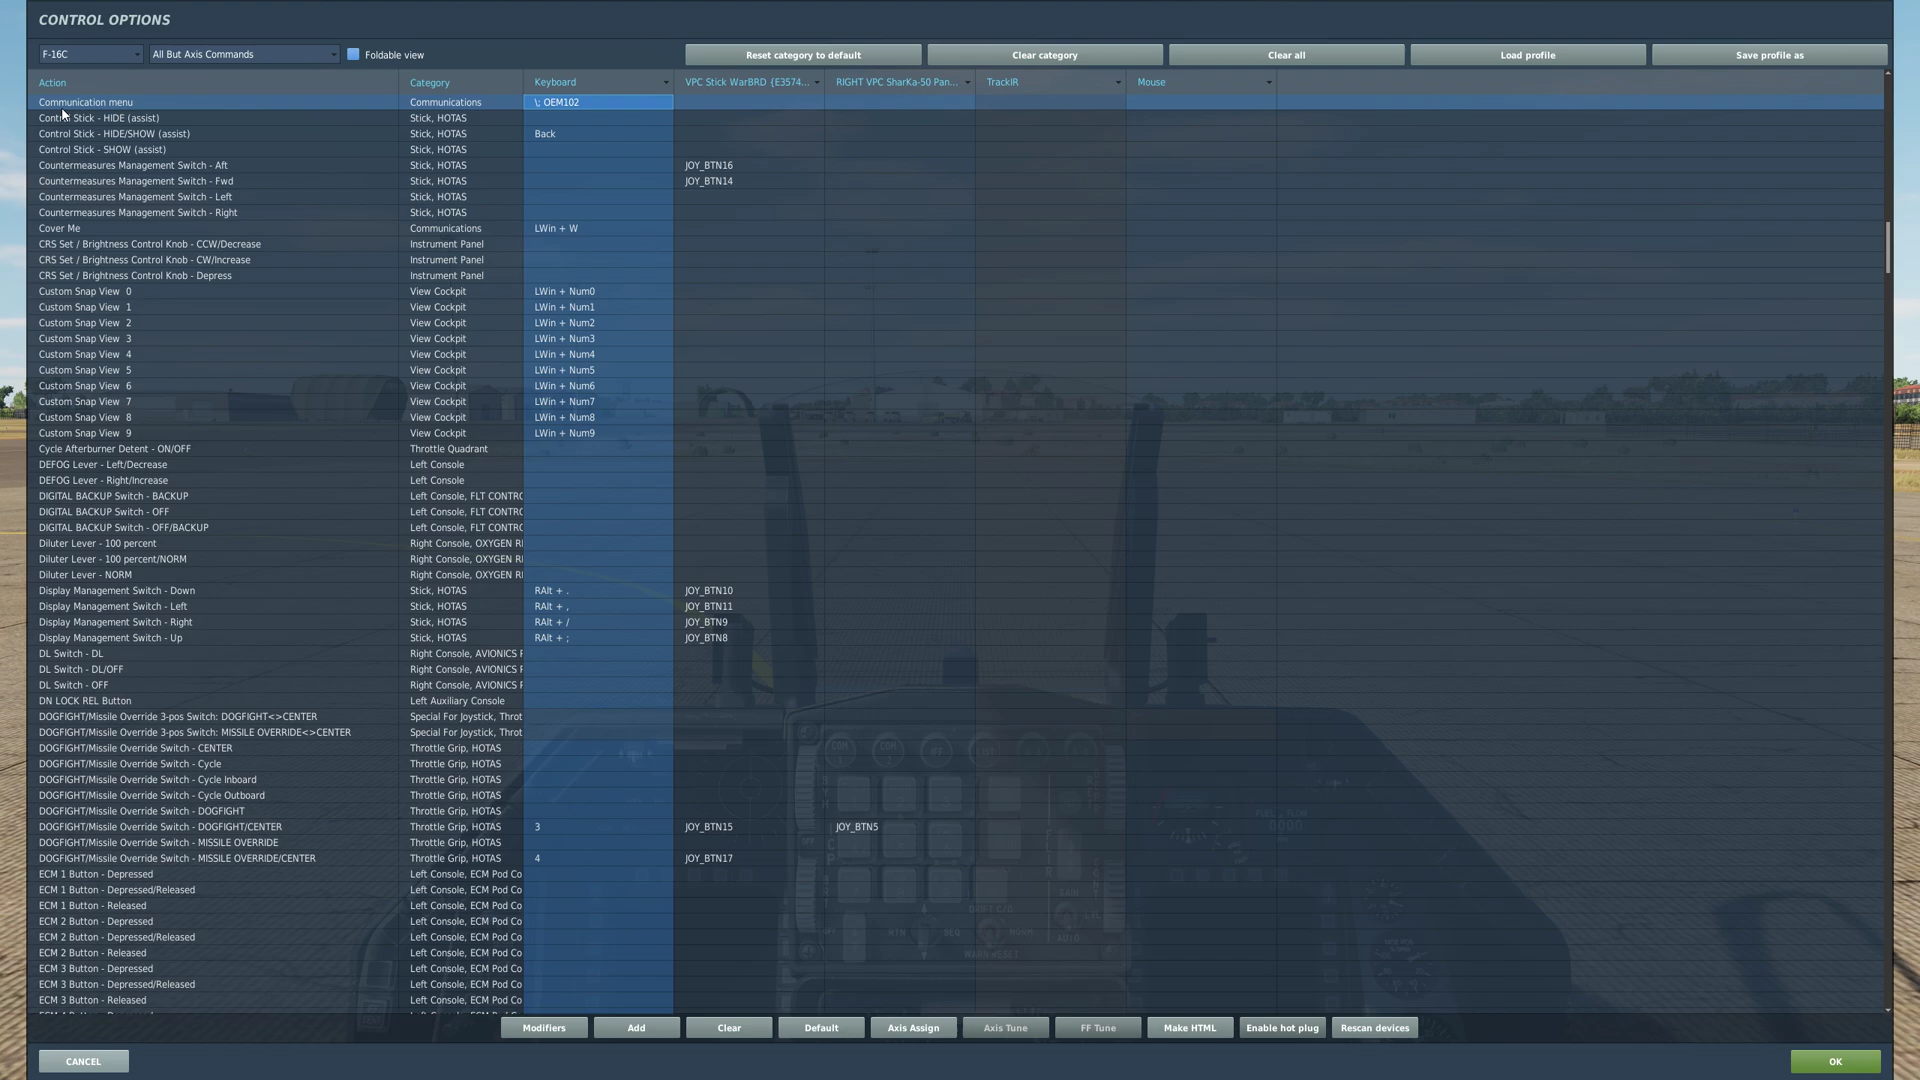 CONTROL OPTIONS
F-16C All But Axis Commands Foldable view Reset category to default Clear category Clear all Load profile Save profile as
Action Category Keyboard VPC Stick WarBRD {E3574... RIGHT VPC SharKa-50 Pan... TrackIR Mouse
Communication menu Communications \; OEM102
Control Stick - HIDE (assist) Stick, HOTAS
Control Stick - HIDE/SHOW (assist) Stick, HOTAS Back
Control Stick - SHOW (assist) Stick, HOTAS
Countermeasures Management Switch - Aft Stick, HOTAS JOY_BTN16
Countermeasures Management Switch - Fwd Stick, HOTAS JOY_BTN14
Countermeasures Management Switch - Left Stick, HOTAS
Countermeasures Management Switch - Right Stick, HOTAS
Cover Me Communications LWin + W
CRS Set / Brightness Control Knob - CCW/Decrease Instrument Panel
CRS Set / Brightness Control Knob - CW/Increase Instrument Panel
CRS Set / Brightness Control Knob - Depress Instrument Panel
Custom Snap View 0 View Cockpit LWin + Num0
Custom Snap View 1 View Cockpit LWin + Num1
Custom Snap View 2 View Cockpit LWin + Num2
Custom Snap View 3 View Cockpit LWin + Num3
Custom Snap View 4 View Cockpit LWin + Num4
Custom Snap View 5 View Cockpit LWin + Num5
Custom Snap View 6 View Cockpit LWin + Num6
Custom Snap View 7 View Cockpit LWin + Num7
Custom Snap View 8 View Cockpit LWin + Num8
Custom Snap View 9 View Cockpit LWin + Num9
Cycle Afterburner Detent - ON/OFF Throttle Quadrant
DEFOG Lever - Left/Decrease Left Console
DEFOG Lever - Right/Increase Left Console
DIGITAL BACKUP Switch - BACKUP Left Console, FLT CONTRO
DIGITAL BACKUP Switch - OFF Left Console, FLT CONTRO
DIGITAL BACKUP Switch - OFF/BACKUP Left Console, FLT CONTRO
Diluter Lever - 100 percent Right Console, OXYGEN RI
Diluter Lever - 100 percent/NORM Right Console, OXYGEN RI
Diluter Lever - NORM Right Console, OXYGEN RI
Display Management Switch - Down Stick, HOTAS RAlt + . JOY_BTN10
Display Management Switch - Left Stick, HOTAS RAlt + , JOY_BTN11
Display Management Switch - Right Stick, HOTAS RAlt + / JOY_BTN9
Display Management Switch - Up Stick, HOTAS RAlt + ; JOY_BTN8
DL Switch - DL Right Console, AVIONICS F
DL Switch - DL/OFF Right Console, AVIONICS F
DL Switch - OFF Right Console, AVIONICS F
DN LOCK REL Button Left Auxiliary Console
DOGFIGHT/Missile Override 3-pos Switch: DOGFIGHT<>CENTER Special For Joystick, Throt
DOGFIGHT/Missile Override 3-pos Switch: MISSILE OVERRIDE<>CENTER Special For Joystick, Throt
DOGFIGHT/Missile Override Switch - CENTER Throttle Grip, HOTAS
DOGFIGHT/Missile Override Switch - Cycle Throttle Grip, HOTAS
DOGFIGHT/Missile Override Switch - Cycle Inboard Throttle Grip, HOTAS
DOGFIGHT/Missile Override Switch - Cycle Outboard Throttle Grip, HOTAS
DOGFIGHT/Missile Override Switch - DOGFIGHT Throttle Grip, HOTAS
DOGFIGHT/Missile Override Switch - DOGFIGHT/CENTER Throttle Grip, HOTAS 3 JOY_BTN15 JOY_BTN5
DOGFIGHT/Missile Override Switch - MISSILE OVERRIDE Throttle Grip, HOTAS
DOGFIGHT/Missile Override Switch - MISSILE OVERRIDE/CENTER Throttle Grip, HOTAS 4 JOY_BTN17
ECM 1 Button - Depressed Left Console, ECM Pod Co
ECM 1 Button - Depressed/Released Left Console, ECM Pod Co
ECM 1 Button - Released Left Console, ECM Pod Co
ECM 2 Button - Depressed Left Console, ECM Pod Co
ECM 2 Button - Depressed/Released Left Console, ECM Pod Co
ECM 2 Button - Released Left Console, ECM Pod Co
ECM 3 Button - Depressed Left Console, ECM Pod Co
ECM 3 Button - Depressed/Released Left Console, ECM Pod Co
ECM 3 Button - Released Left Console, ECM Pod Co
Modifiers Add Clear Default Axis Assign Axis Tune FF Tune Make HTML Enable hot plug Rescan devices
CANCEL OK